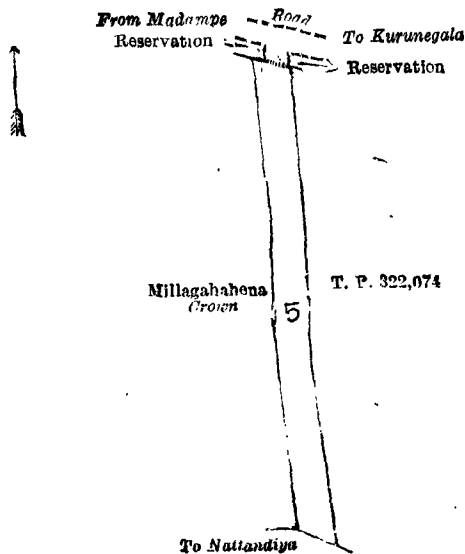 From Madampe
Road
To Kurunegala
Reservation
Reservation
Millagahahena
Crown
5
T. P. 322,074
To Nattandiya